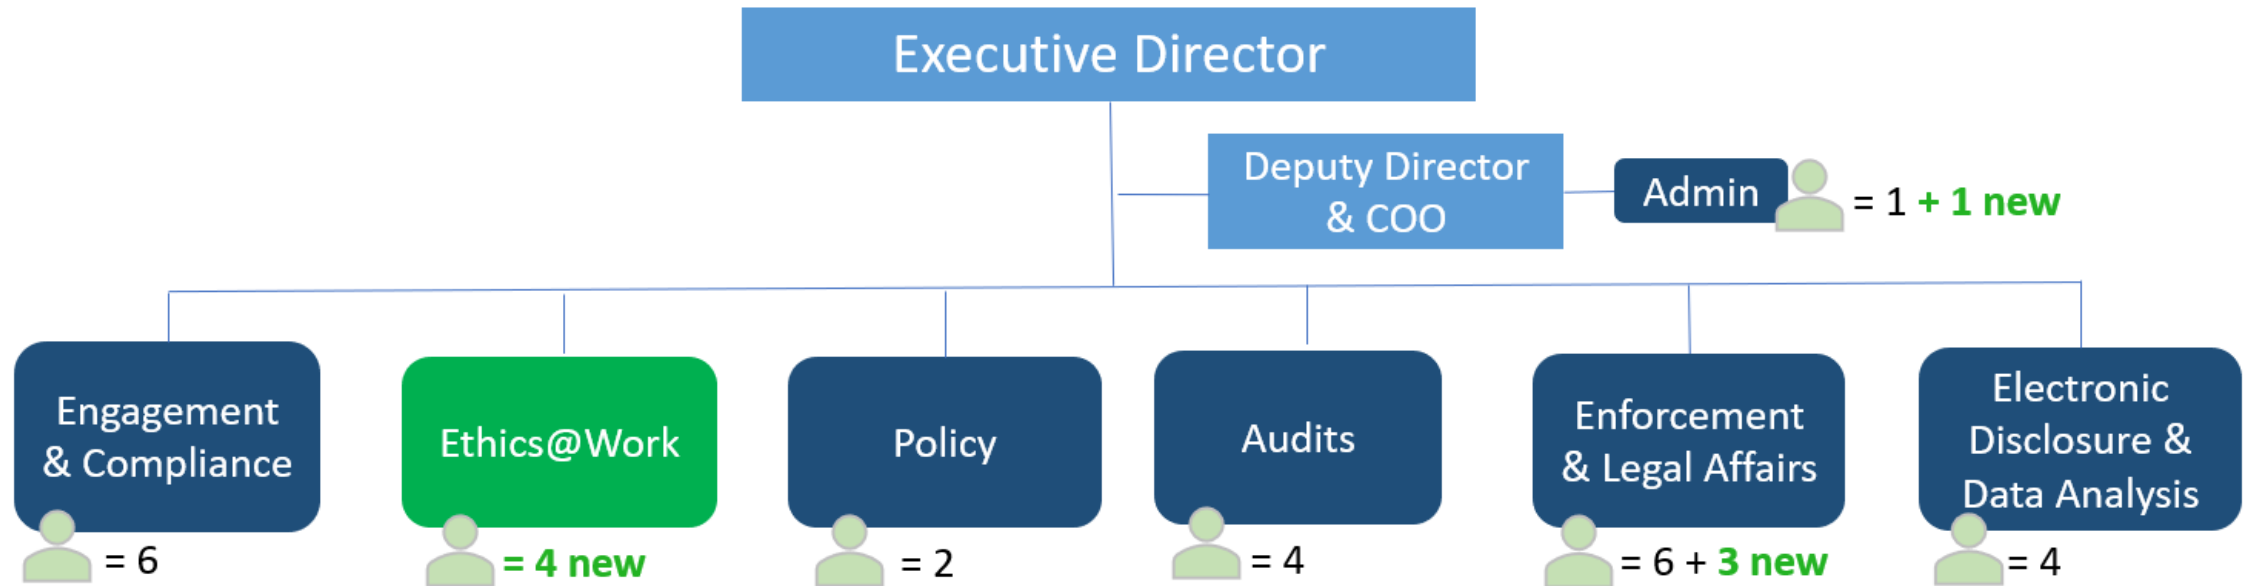 Executive Director
Deputy Director
& COO
Admin
= 1 + 1 new
Engagement
& Compliance
= 6
Ethics@Work
= 4 new
Policy
= 2
Audits
= 4
Enforcement
& Legal Affairs
= 6 + 3 new
Electronic
Disclosure &
Data Analysis
= 4